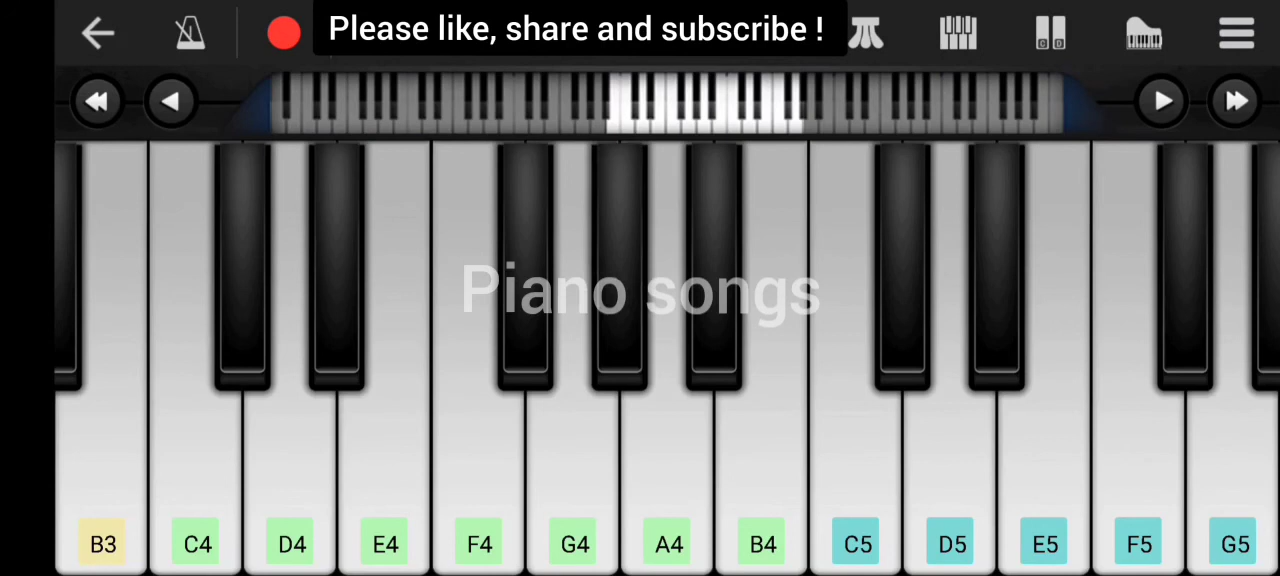 Please like, share and subscribe !
C D
Piano songs
B3 C4 D4 E4 F4 G4 A4 B4 C5 D5 E5 F5 G5